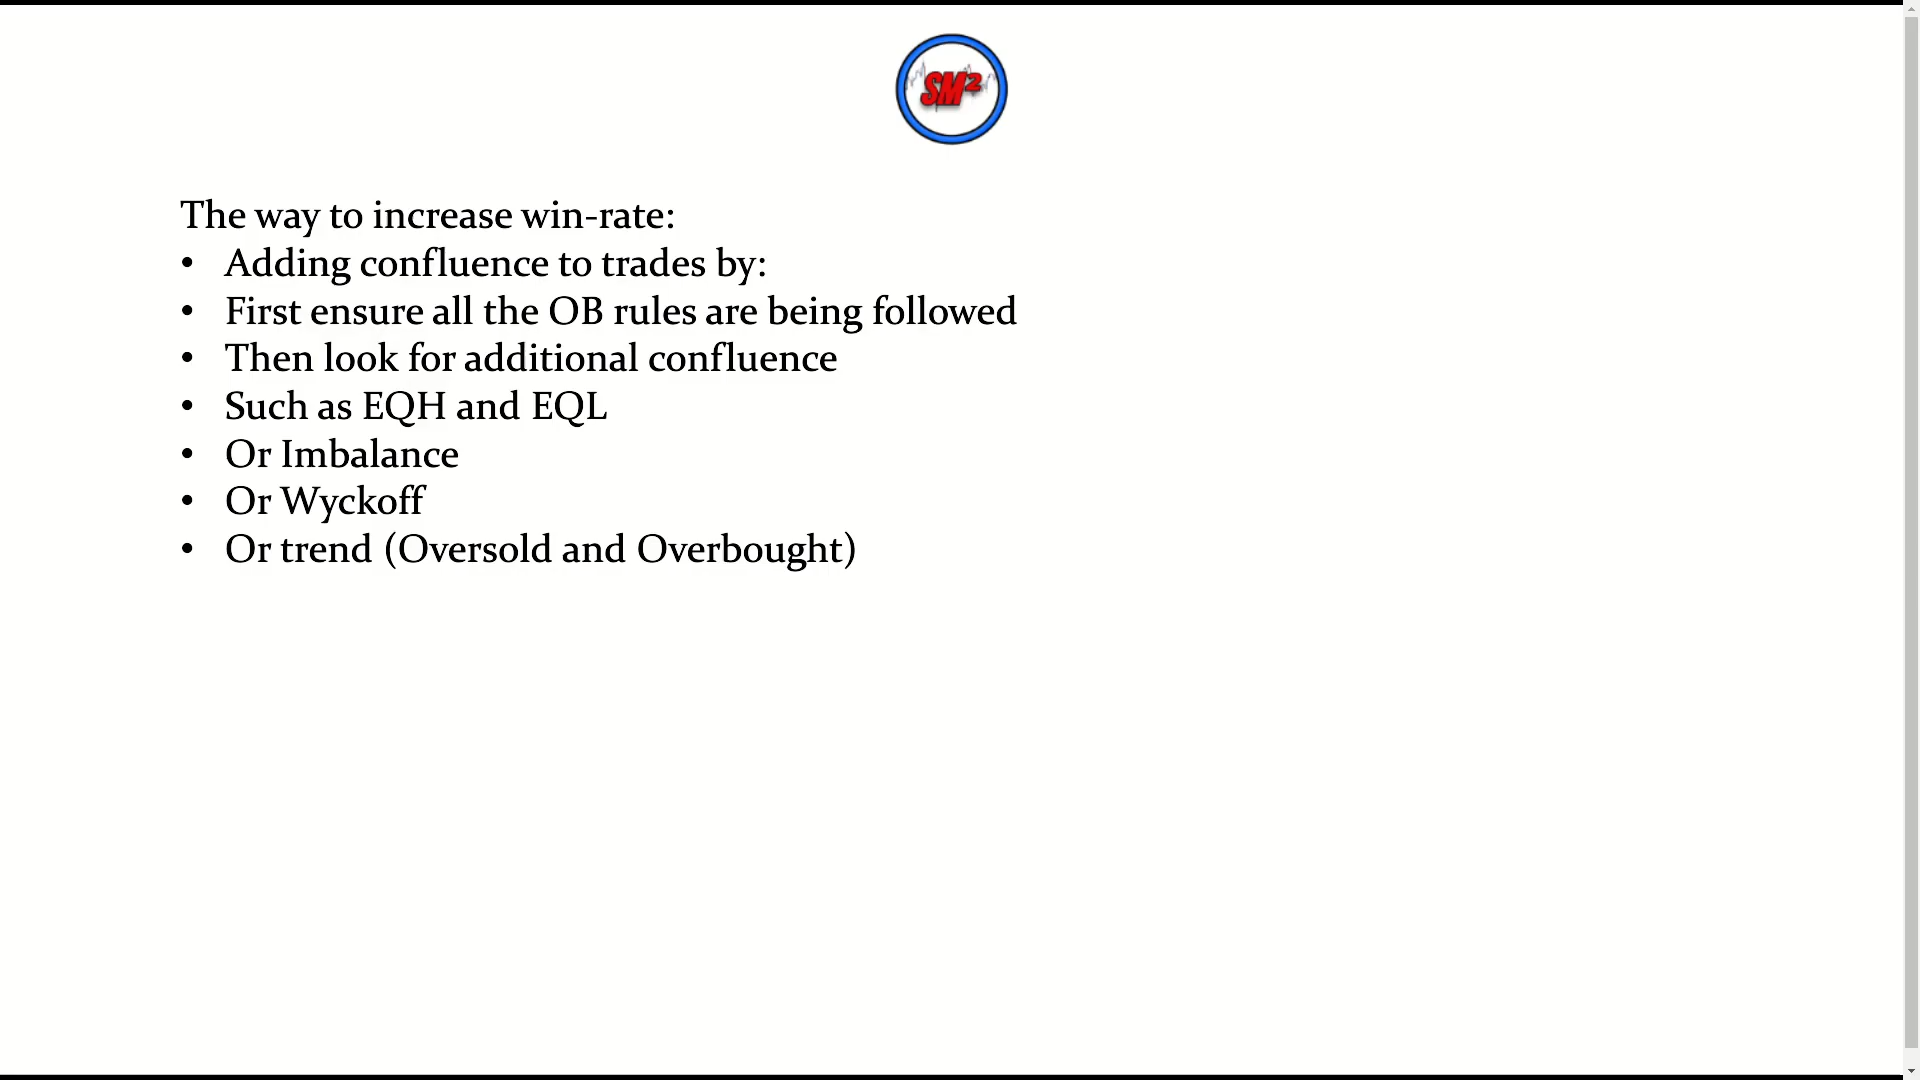 SM²
The way to increase win-rate:
• Adding confluence to trades by:
• First ensure all the OB rules are being followed
• Then look for additional confluence
• Such as EQH and EQL
• Or Imbalance
• Or Wyckoff
• Or trend (Oversold and Overbought)